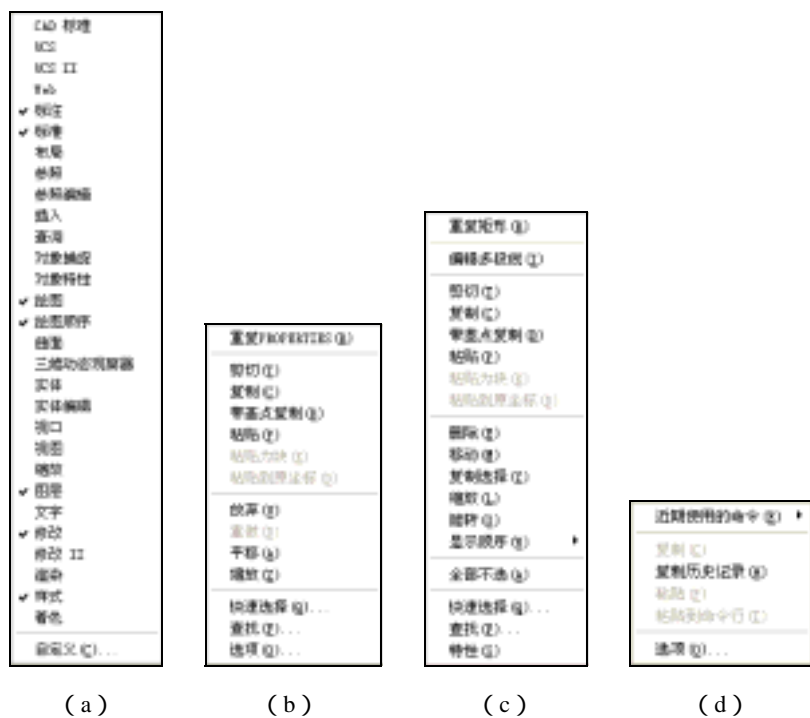 CAD 标准
UCS
UCS II
Web
标注
标准
布局
参照
参照编辑
插入
查询
对象捕捉
对象特性
绘图
绘图顺序
曲面
三维动态观察器
实体
实体编辑
视口
视图
缩放
图层
文字
修改
修改 II
渲染
样式
着色
自定义(C)...
(a)
重复PROPERTIES(R)
剪切(T)
复制(C)
带基点复制(B)
粘贴(P)
粘贴为块(K)
粘贴到原坐标(D)
放弃(U)
重做(R)
平移(A)
缩放(Z)
快速选择(Q)...
查找(F)...
选项(O)...
(b)
重复矩形(R)
编辑多段线(I)
剪切(T)
复制(C)
带基点复制(B)
粘贴(P)
粘贴为块(K)
粘贴到原坐标(D)
删除(E)
移动(M)
复制选择(Y)
缩放(L)
旋转(O)
显示顺序(W)
全部不选(A)
快速选择(Q)...
查找(F)...
特性(S)
(c)
近期使用的命令(E)
复制(C)
复制历史记录(H)
粘贴(P)
粘贴到命令行(T)
选项(O)...
(d)